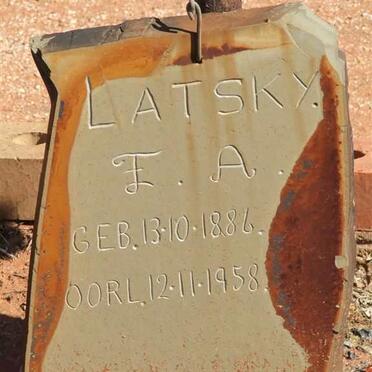 LATSKY.
F. A.
GEB. 13·10·1886.
OORL. 12·11·1958.